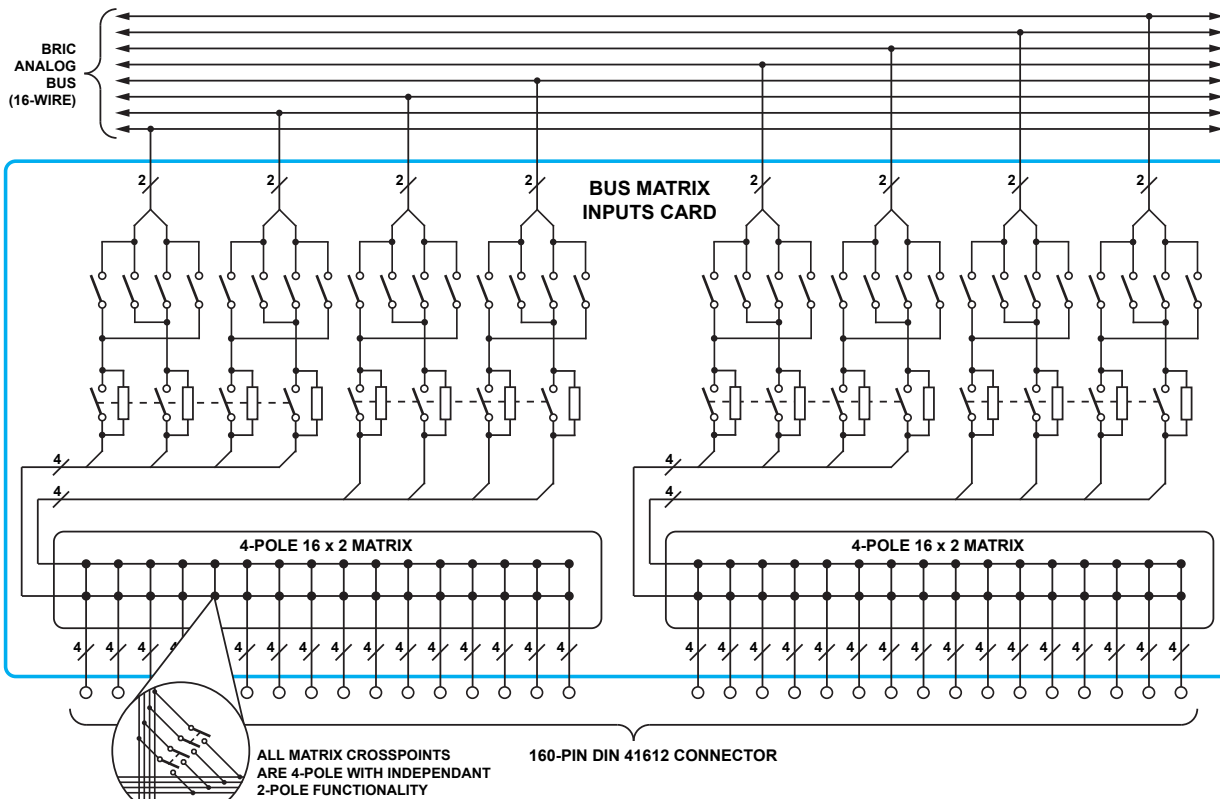 BRIC
ANALOG
BUS
(16-WIRE)
2 2 2 2 2 2 2 2
BUS MATRIX
INPUTS CARD
4 4
4 4
4-POLE 16 x 2 MATRIX 4-POLE 16 x 2 MATRIX
4 4 4 4 4 4 4 4 4 4 4 4 4 4 4 4 4 4 4 4 4 4 4 4 4 4 4 4 4 4 4
160-PIN DIN 41612 CONNECTOR
ALL MATRIX CROSSPOINTS
ARE 4-POLE WITH INDEPENDANT
2-POLE FUNCTIONALITY